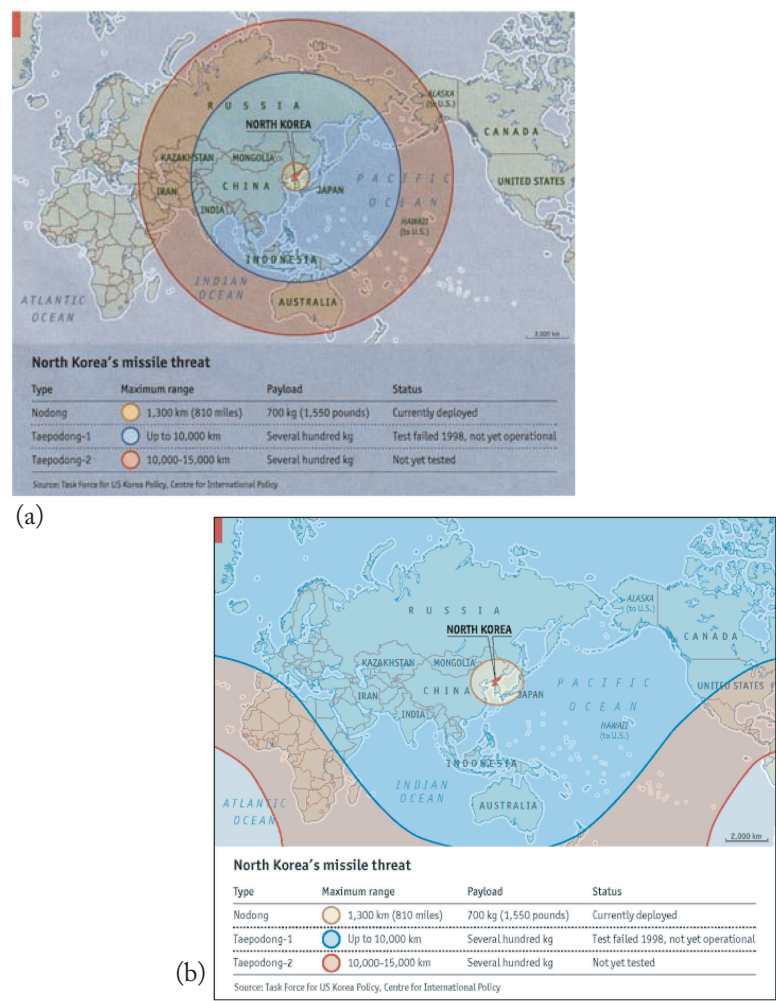 ALASKA
(to U.S.)
R U S S I A
NORTH KOREA
CANADA
KAZAKHSTAN
MONGOLIA
UNITED STATES
IRAN
CHINA
JAPAN
PACIFIC
OCEAN
INDIA
HAWAII
(to U.S.)
INDONESIA
INDIAN
OCEAN
ATLANTIC
OCEAN
AUSTRALIA
North Korea's missile threat
Type Maximum range Payload Status
Nodong 1,300 km (810 miles) 700 kg (1,550 pounds) Currently deployed
Taepodong-1 Up to 10,000 km Several hundred kg Test failed 1998, not yet operational
Taepodong-2 10,000–15,000 km Several hundred kg Not yet tested
Source: Task Force for US Korea Policy, Centre for International Policy
(a)
ALASKA
(to U.S.)
R U S S I A
NORTH KOREA
CANADA
KAZAKHSTAN
MONGOLIA
PACIFIC
UNITED STATES
CHINA
IRAN
JAPAN
OCEAN
INDIA
HAWAII
(to U.S.)
INDONESIA
INDIAN
OCEAN
ATLANTIC
OCEAN
AUSTRALIA
2,000 km
North Korea's missile threat
Type Maximum range Payload Status
Nodong 1,300 km (810 miles) 700 kg (1,550 pounds) Currently deployed
Taepodong-1 Up to 10,000 km Several hundred kg Test failed 1998, not yet operational
Taepodong-2 10,000–15,000 km Several hundred kg Not yet tested
(b)
Source: Task Force for US Korea Policy, Centre for International Policy